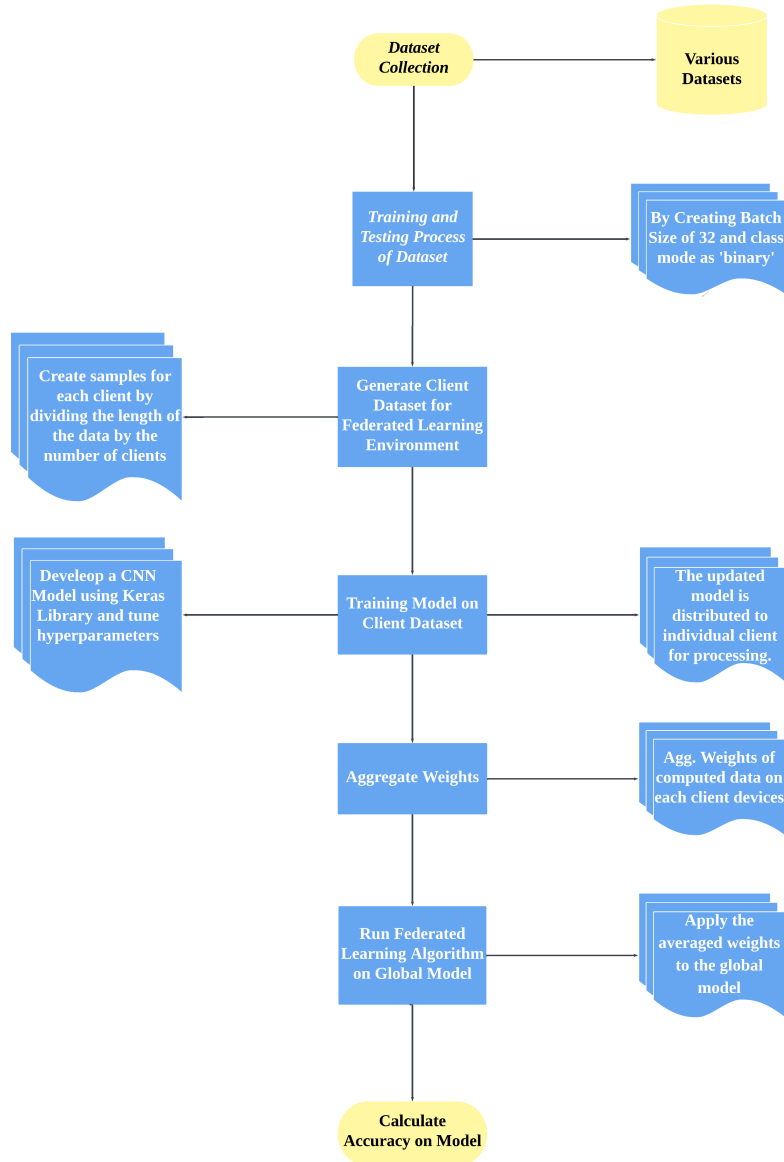 Dataset
Collection
Various
Datasets
Training and
Testing Process
of Dataset
By Creating Batch
Size of 32 and class
mode as 'binary'
Create samples for
each client by
dividing the length of
the data by the
number of clients
Generate Client
Dataset for
Federated Learning
Environment
Develeop a CNN
Model using Keras
Library and tune
hyperparameters
Training Model on
Client Dataset
The updated
model is
distributed to
individual client
for processing.
Aggregate Weights
Agg. Weights of
computed data on
each client devices
Run Federated
Learning Algorithm
on Global Model
Apply the
averaged weights
to the global
model
Calculate
Accuracy on Model